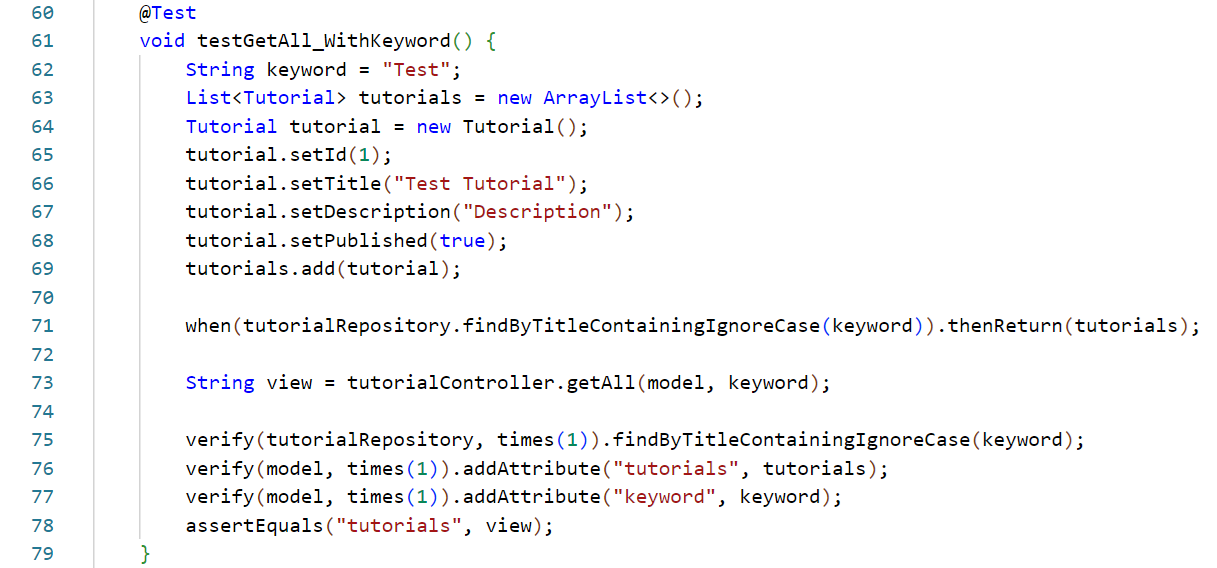 60 @Test
61 void testGetAll_WithKeyword() {
62 String keyword = "Test";
63 List<Tutorial> tutorials = new ArrayList<>();
64 Tutorial tutorial = new Tutorial();
65 tutorial.setId(1);
66 tutorial.setTitle("Test Tutorial");
67 tutorial.setDescription("Description");
68 tutorial.setPublished(true);
69 tutorials.add(tutorial);
70
71 when(tutorialRepository.findByTitleContainingIgnoreCase(keyword)).thenReturn(tutorials);
72
73 String view = tutorialController.getAll(model, keyword);
74
75 verify(tutorialRepository, times(1)).findByTitleContainingIgnoreCase(keyword);
76 verify(model, times(1)).addAttribute("tutorials", tutorials);
77 verify(model, times(1)).addAttribute("keyword", keyword);
78 assertEquals("tutorials", view);
79 }